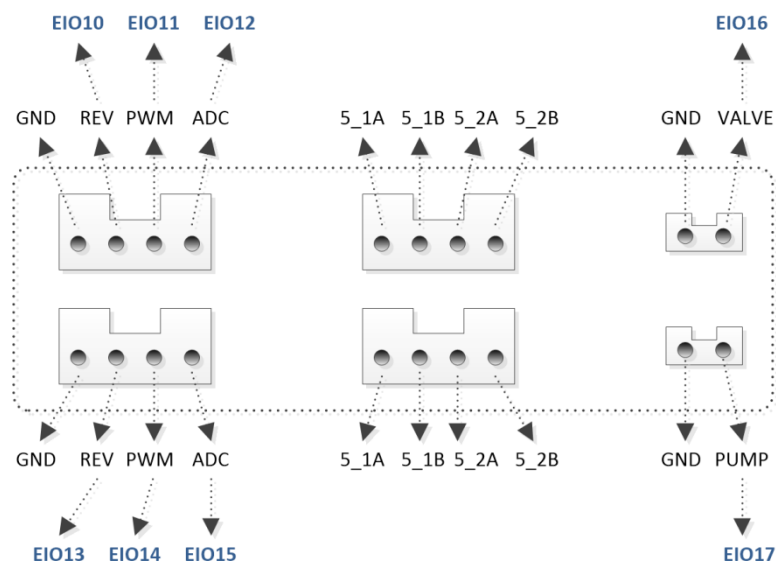 EIO10 EIO11 EIO12 EIO16
GND REV PWM ADC 5_1A 5_1B 5_2A 5_2B GND VALVE
GND REV PWM ADC 5_1A 5_1B 5_2A 5_2B GND PUMP
EIO13 EIO14 EIO15 EIO17